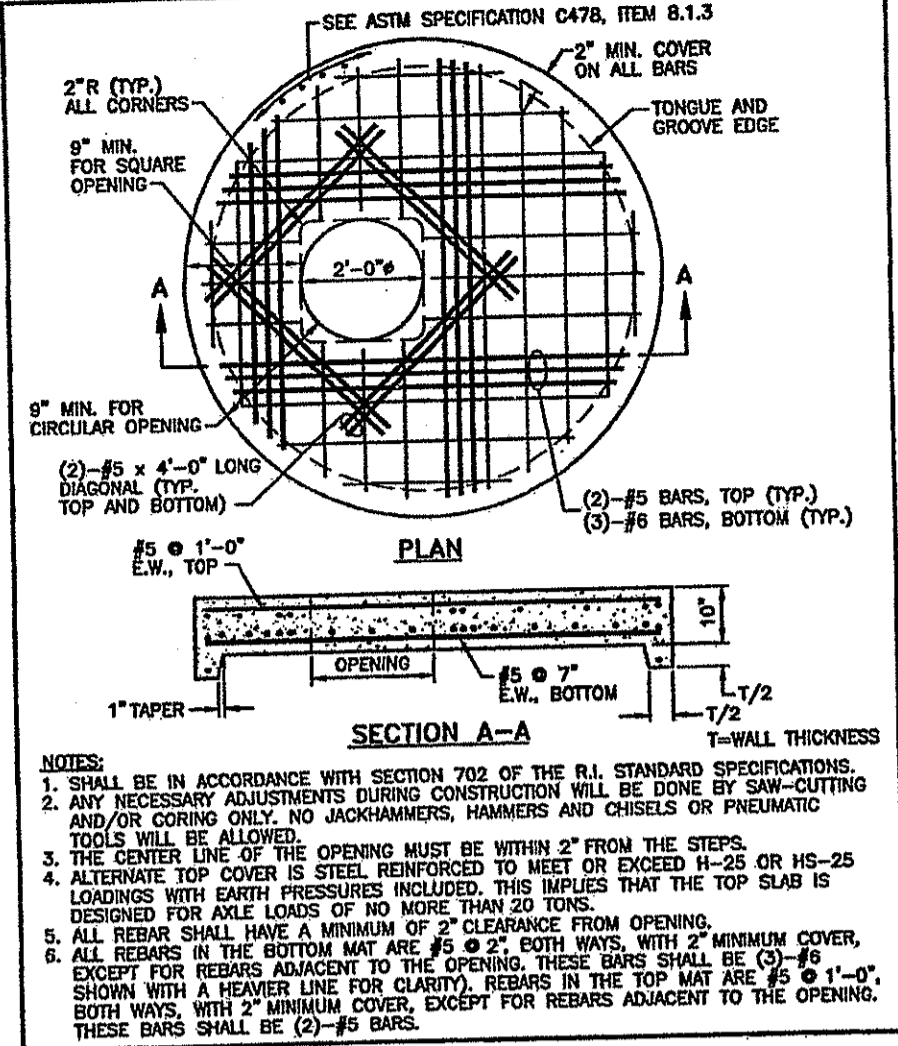 SEE ASTM SPECIFICATION C478, ITEM 8.1.3
2" MIN. COVER
ON ALL BARS
2"R (TYP.)
ALL CORNERS
TONGUE AND
GROOVE EDGE
9" MIN.
FOR SQUARE
OPENING
2'-0"ø
A
A
9" MIN. FOR
CIRCULAR OPENING
(2)-#5 x 4'-0" LONG
DIAGONAL (TYP.
TOP AND BOTTOM)
(2)-#5 BARS, TOP (TYP.)
(3)-#6 BARS, BOTTOM (TYP.)
PLAN
#5 @ 1'-0"
E.W., TOP
10"
OPENING
#5 @ 7"
E.W., BOTTOM
1" TAPER
T/2
T/2
SECTION A-A
T=WALL THICKNESS
NOTES:
1. SHALL BE IN ACCORDANCE WITH SECTION 702 OF THE R.I. STANDARD SPECIFICATIONS.
2. ANY NECESSARY ADJUSTMENTS DURING CONSTRUCTION WILL BE DONE BY SAW-CUTTING
AND/OR CORING ONLY. NO JACKHAMMERS, HAMMERS AND CHISELS OR PNEUMATIC
TOOLS WILL BE ALLOWED.
3. THE CENTER LINE OF THE OPENING MUST BE WITHIN 2" FROM THE STEPS.
4. ALTERNATE TOP COVER IS STEEL REINFORCED TO MEET OR EXCEED H-25 OR HS-25
LOADINGS WITH EARTH PRESSURES INCLUDED. THIS IMPLIES THAT THE TOP SLAB IS
DESIGNED FOR AXLE LOADS OF NO MORE THAN 20 TONS.
5. ALL REBAR SHALL HAVE A MINIMUM OF 2" CLEARANCE FROM OPENING.
6. ALL REBARS IN THE BOTTOM MAT ARE #5 @ 2", BOTH WAYS, WITH 2" MINIMUM COVER,
EXCEPT FOR REBARS ADJACENT TO THE OPENING. THESE BARS SHALL BE (3)-#6
SHOWN WITH A HEAVIER LINE FOR CLARITY). REBARS IN THE TOP MAT ARE #5 @ 1'-0",
BOTH WAYS, WITH 2" MINIMUM COVER, EXCEPT FOR REBARS ADJACENT TO THE OPENING.
THESE BARS SHALL BE (2)-#5 BARS.